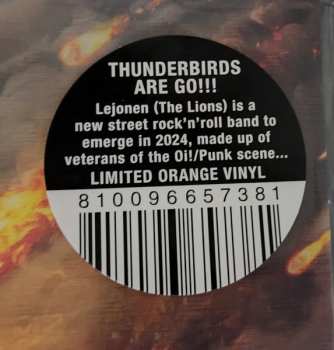 THUNDERBIRDS
ARE GO!!!
Lejonen (The Lions) is a
new street rock'n'roll band to
emerge in 2024, made up of
veterans of the Oi!/Punk scene...
LIMITED ORANGE VINYL
810096657381